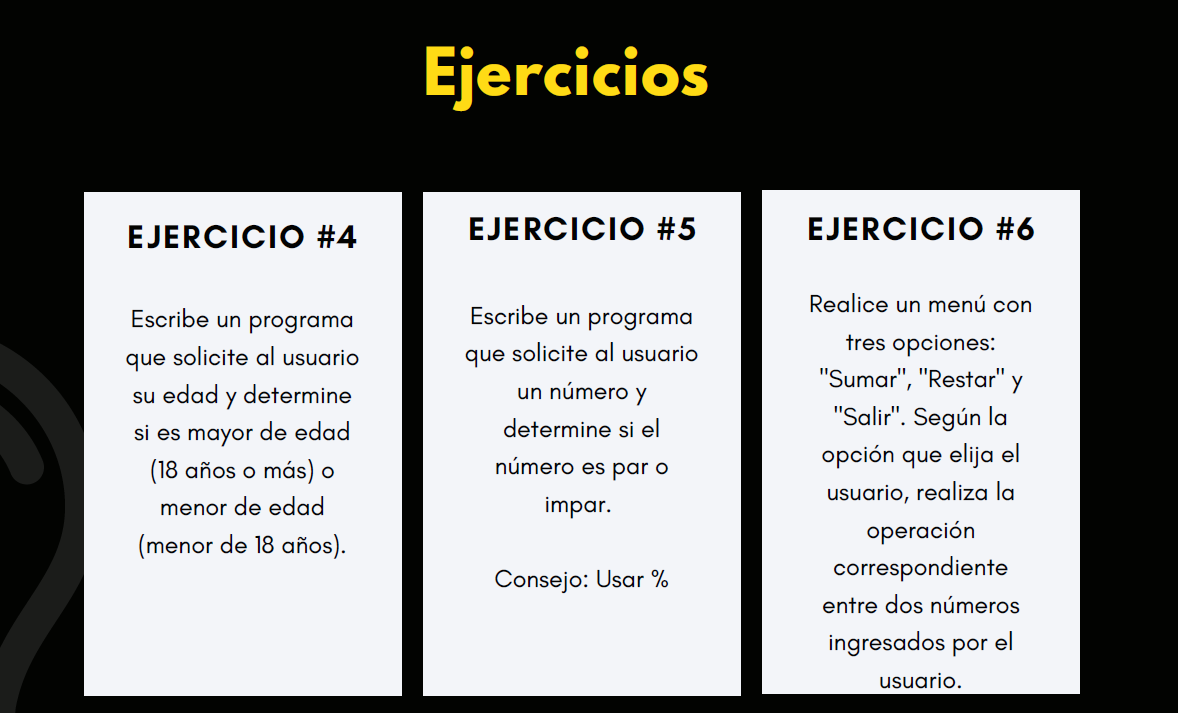 Ejercicios
EJERCICIO #4
Escribe un programa
que solicite al usuario
su edad y determine
si es mayor de edad
(18 años o más) o
menor de edad
(menor de 18 años).
EJERCICIO #5
Escribe un programa
que solicite al usuario
un número y
determine si el
número es par o
impar.
Consejo: Usar %
EJERCICIO #6
Realice un menú con
tres opciones:
"Sumar", "Restar" y
"Salir". Según la
opción que elija el
usuario, realiza la
operación
correspondiente
entre dos números
ingresados por el
usuario.